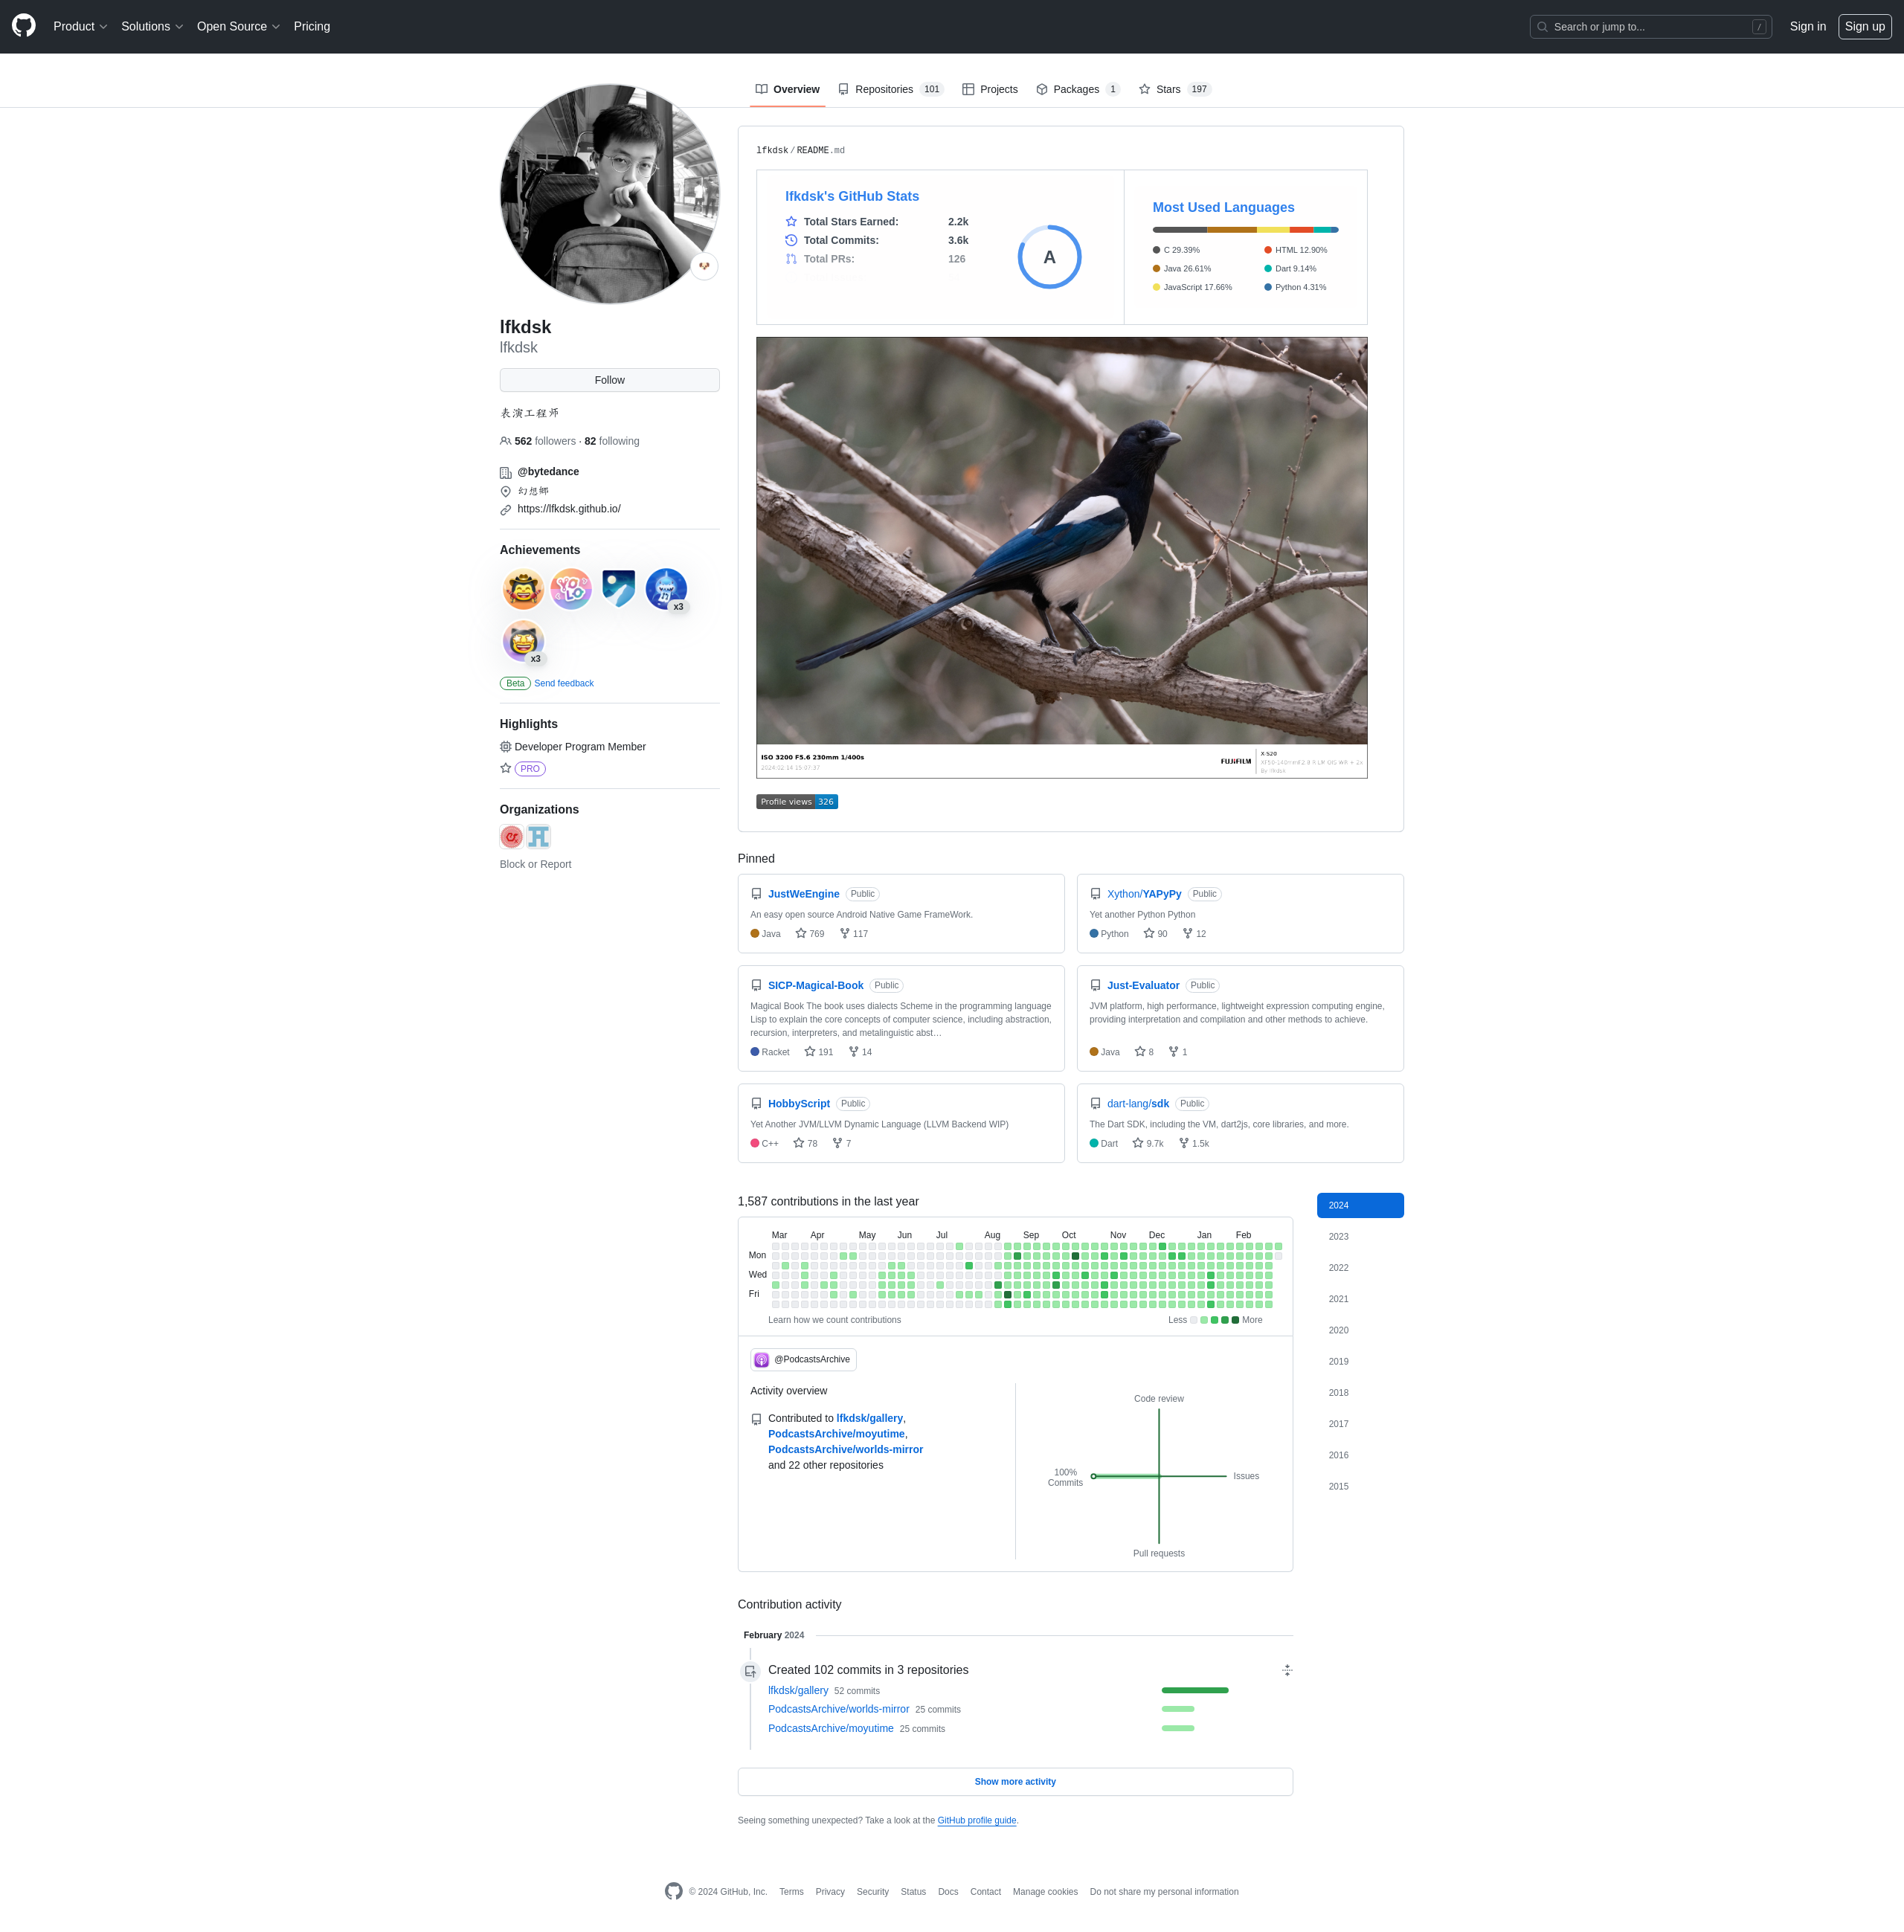 Product
Solutions
Open Source
Pricing
Search or jump to...
/
Sign in
Sign up
Overview
Repositories 101
Projects
Packages 1
Stars 197
lfkdsk
lfkdsk
Follow
表演工程师
562 followers · 82 following
@bytedance
幻想乡
https://lfkdsk.github.io/
Achievements
YOLO
x3
x3
Beta Send feedback
Highlights
Developer Program Member
PRO
Organizations
Block or Report
lfkdsk/README.md
lfkdsk's GitHub Stats
Total Stars Earned: 2.2k
Total Commits: 3.6k
Total PRs: 126
A
Most Used Languages
C 29.39%
HTML 12.90%
Java 26.61%
Dart 9.14%
JavaScript 17.66%
Python 4.31%
ISO 3200 F5.6 230mm 1/400s
2024 02 14 15 07 37
FUJIFILM
X-S20
Profile views 326
Pinned
JustWeEngine Public
An easy open source Android Native Game FrameWork.
Java 769 117
Xython/YAPyPy Public
Yet another Python Python
Python 90 12
SICP-Magical-Book Public
Magical Book The book uses dialects Scheme in the programming language
Lisp to explain the core concepts of computer science, including abstraction,
recursion, interpreters, and metalinguistic abst…
Racket 191 14
Just-Evaluator Public
JVM platform, high performance, lightweight expression computing engine,
providing interpretation and compilation and other methods to achieve.
Java 8 1
HobbyScript Public
Yet Another JVM/LLVM Dynamic Language (LLVM Backend WIP)
C++ 78 7
dart-lang/sdk Public
The Dart SDK, including the VM, dart2js, core libraries, and more.
Dart 9.7k 1.5k
1,587 contributions in the last year
Mar Apr May Jun Jul Aug Sep Oct Nov Dec Jan Feb
Mon
Wed
Fri
Learn how we count contributions
Less More
2024
2023
2022
2021
2020
2019
2018
2017
2016
2015
@PodcastsArchive
Activity overview
Contributed to lfkdsk/gallery,
PodcastsArchive/moyutime,
PodcastsArchive/worlds-mirror
and 22 other repositories
Code review
100%
Commits
Issues
Pull requests
Contribution activity
February 2024
Created 102 commits in 3 repositories
lfkdsk/gallery 52 commits
PodcastsArchive/worlds-mirror 25 commits
PodcastsArchive/moyutime 25 commits
Show more activity
Seeing something unexpected? Take a look at the GitHub profile guide.
© 2024 GitHub, Inc.
Terms
Privacy
Security
Status
Docs
Contact
Manage cookies
Do not share my personal information